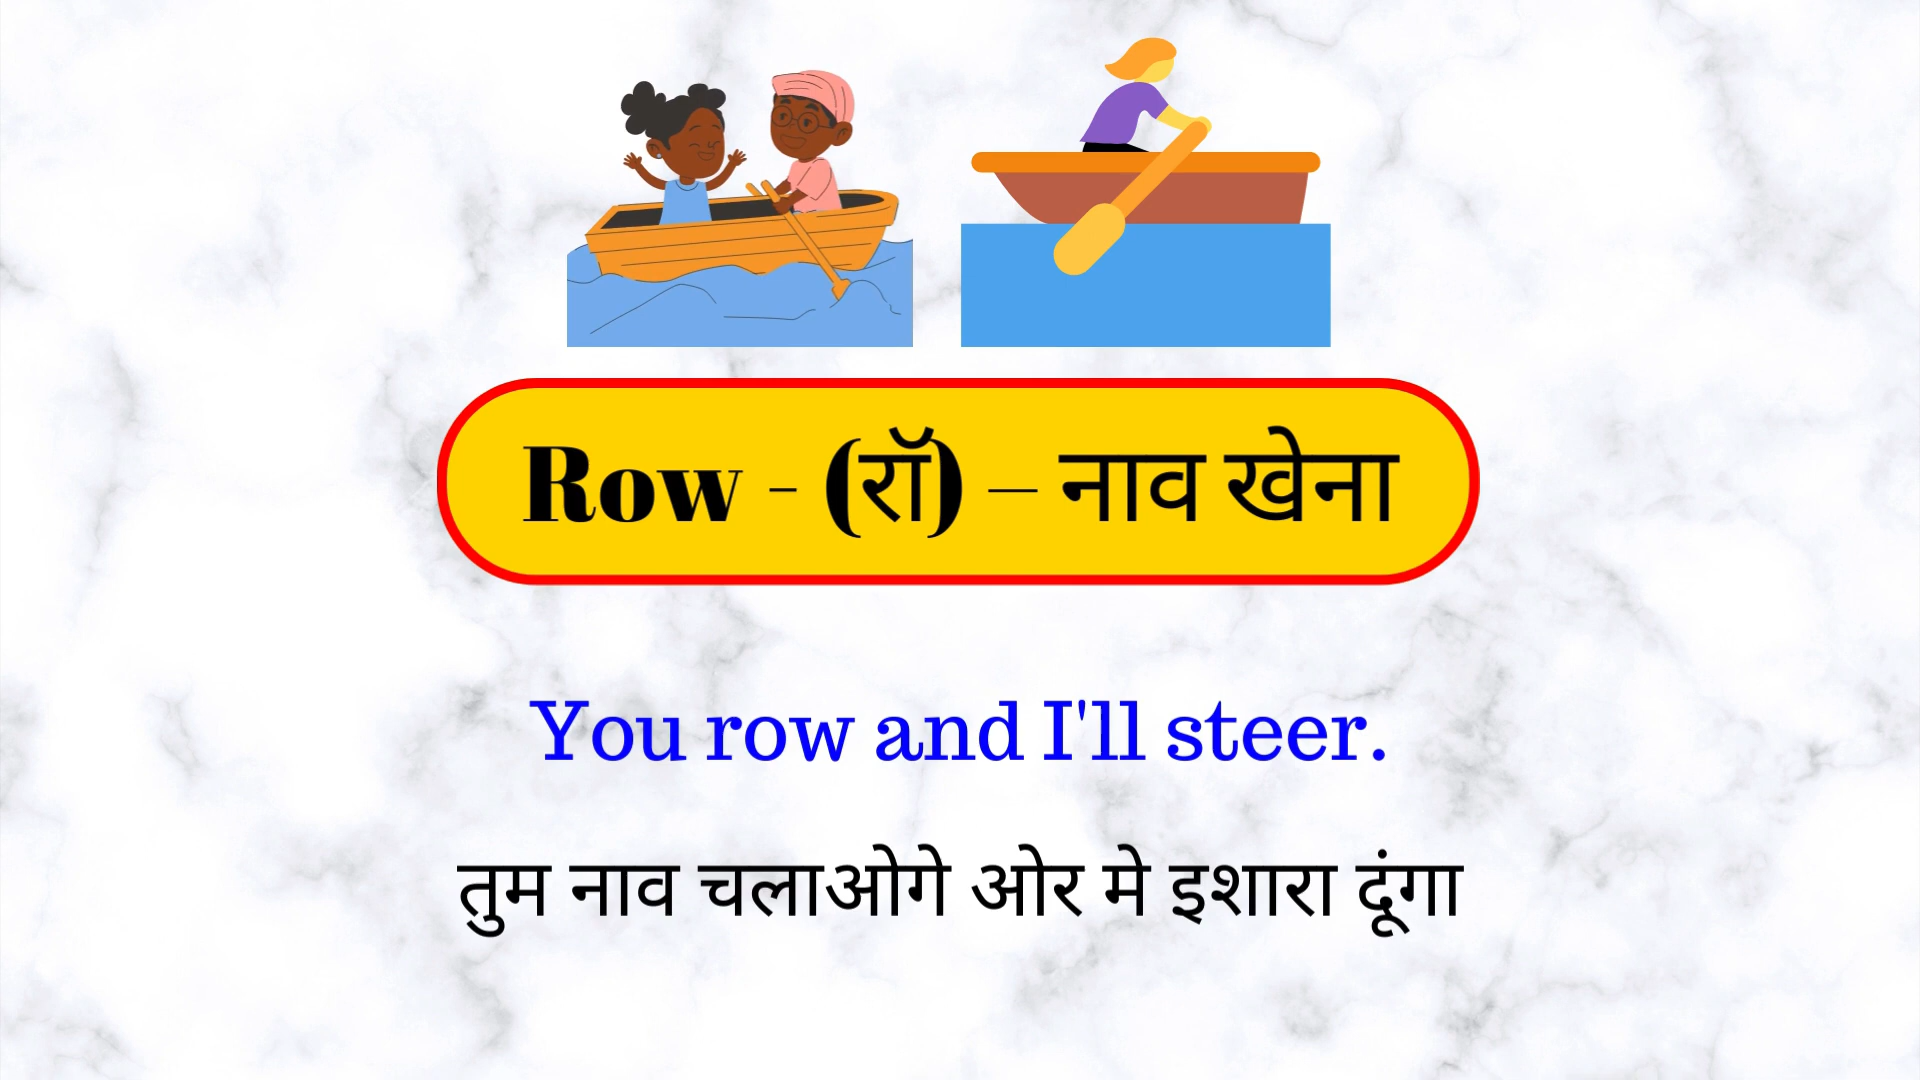 Row - (रॉ) – नाव खेना
You row and I'll steer.
तुम नाव चलाओगे ओर मे इशारा दूंगा